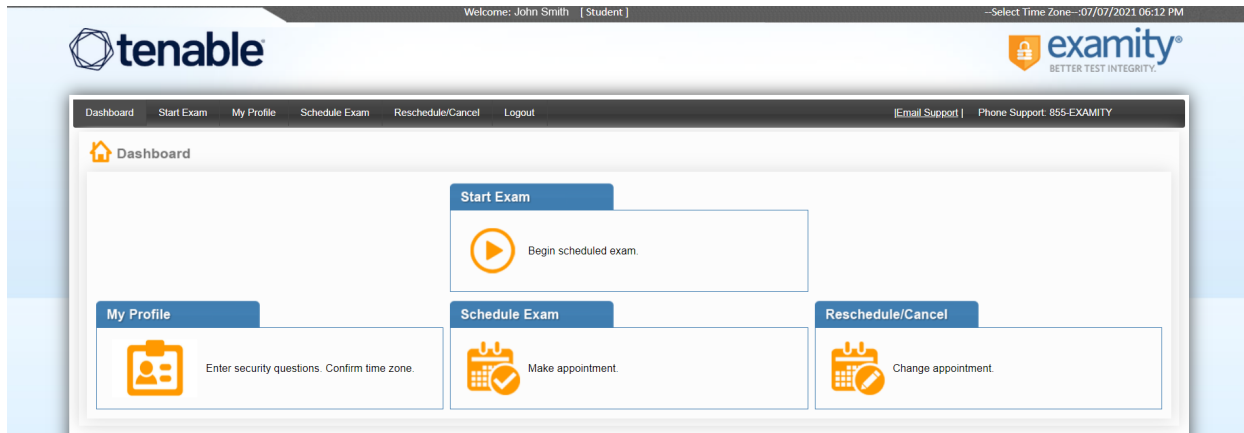 Welcome: John Smith [ Student ]
--Select Time Zone--:07/07/2021 06:12 PM
tenable
examity®
BETTER TEST INTEGRITY.
Dashboard Start Exam My Profile Schedule Exam Reschedule/Cancel Logout |Email Support | Phone Support: 855-EXAMITY
Dashboard
Start Exam
Begin scheduled exam.
My Profile
Enter security questions. Confirm time zone.
Schedule Exam
Make appointment.
Reschedule/Cancel
Change appointment.